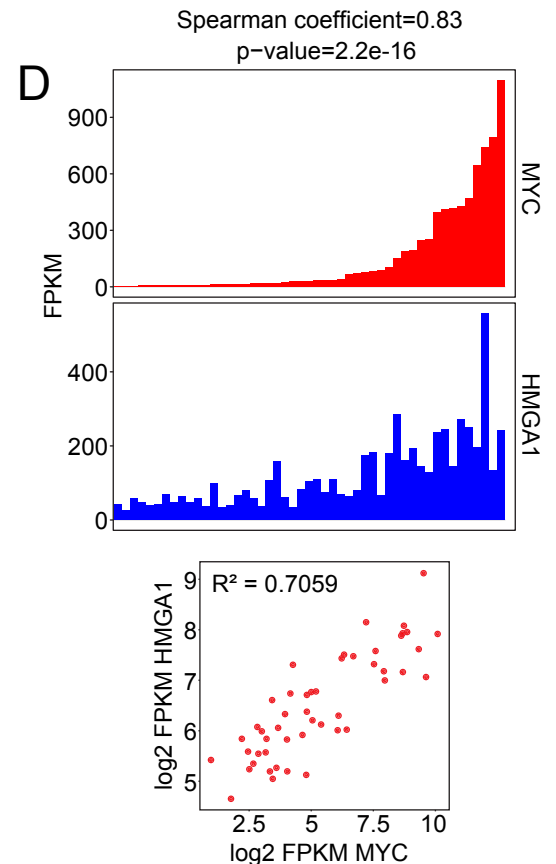 Spearman coefficient=0.83
p−value=2.2e-16
D
900
600
300
0
MYC
FPKM
400
200
0
HMGA1
R² = 0.7059
9
8
7
6
5
log2 FPKM HMGA1
2.5 5 7.5 10
log2 FPKM MYC